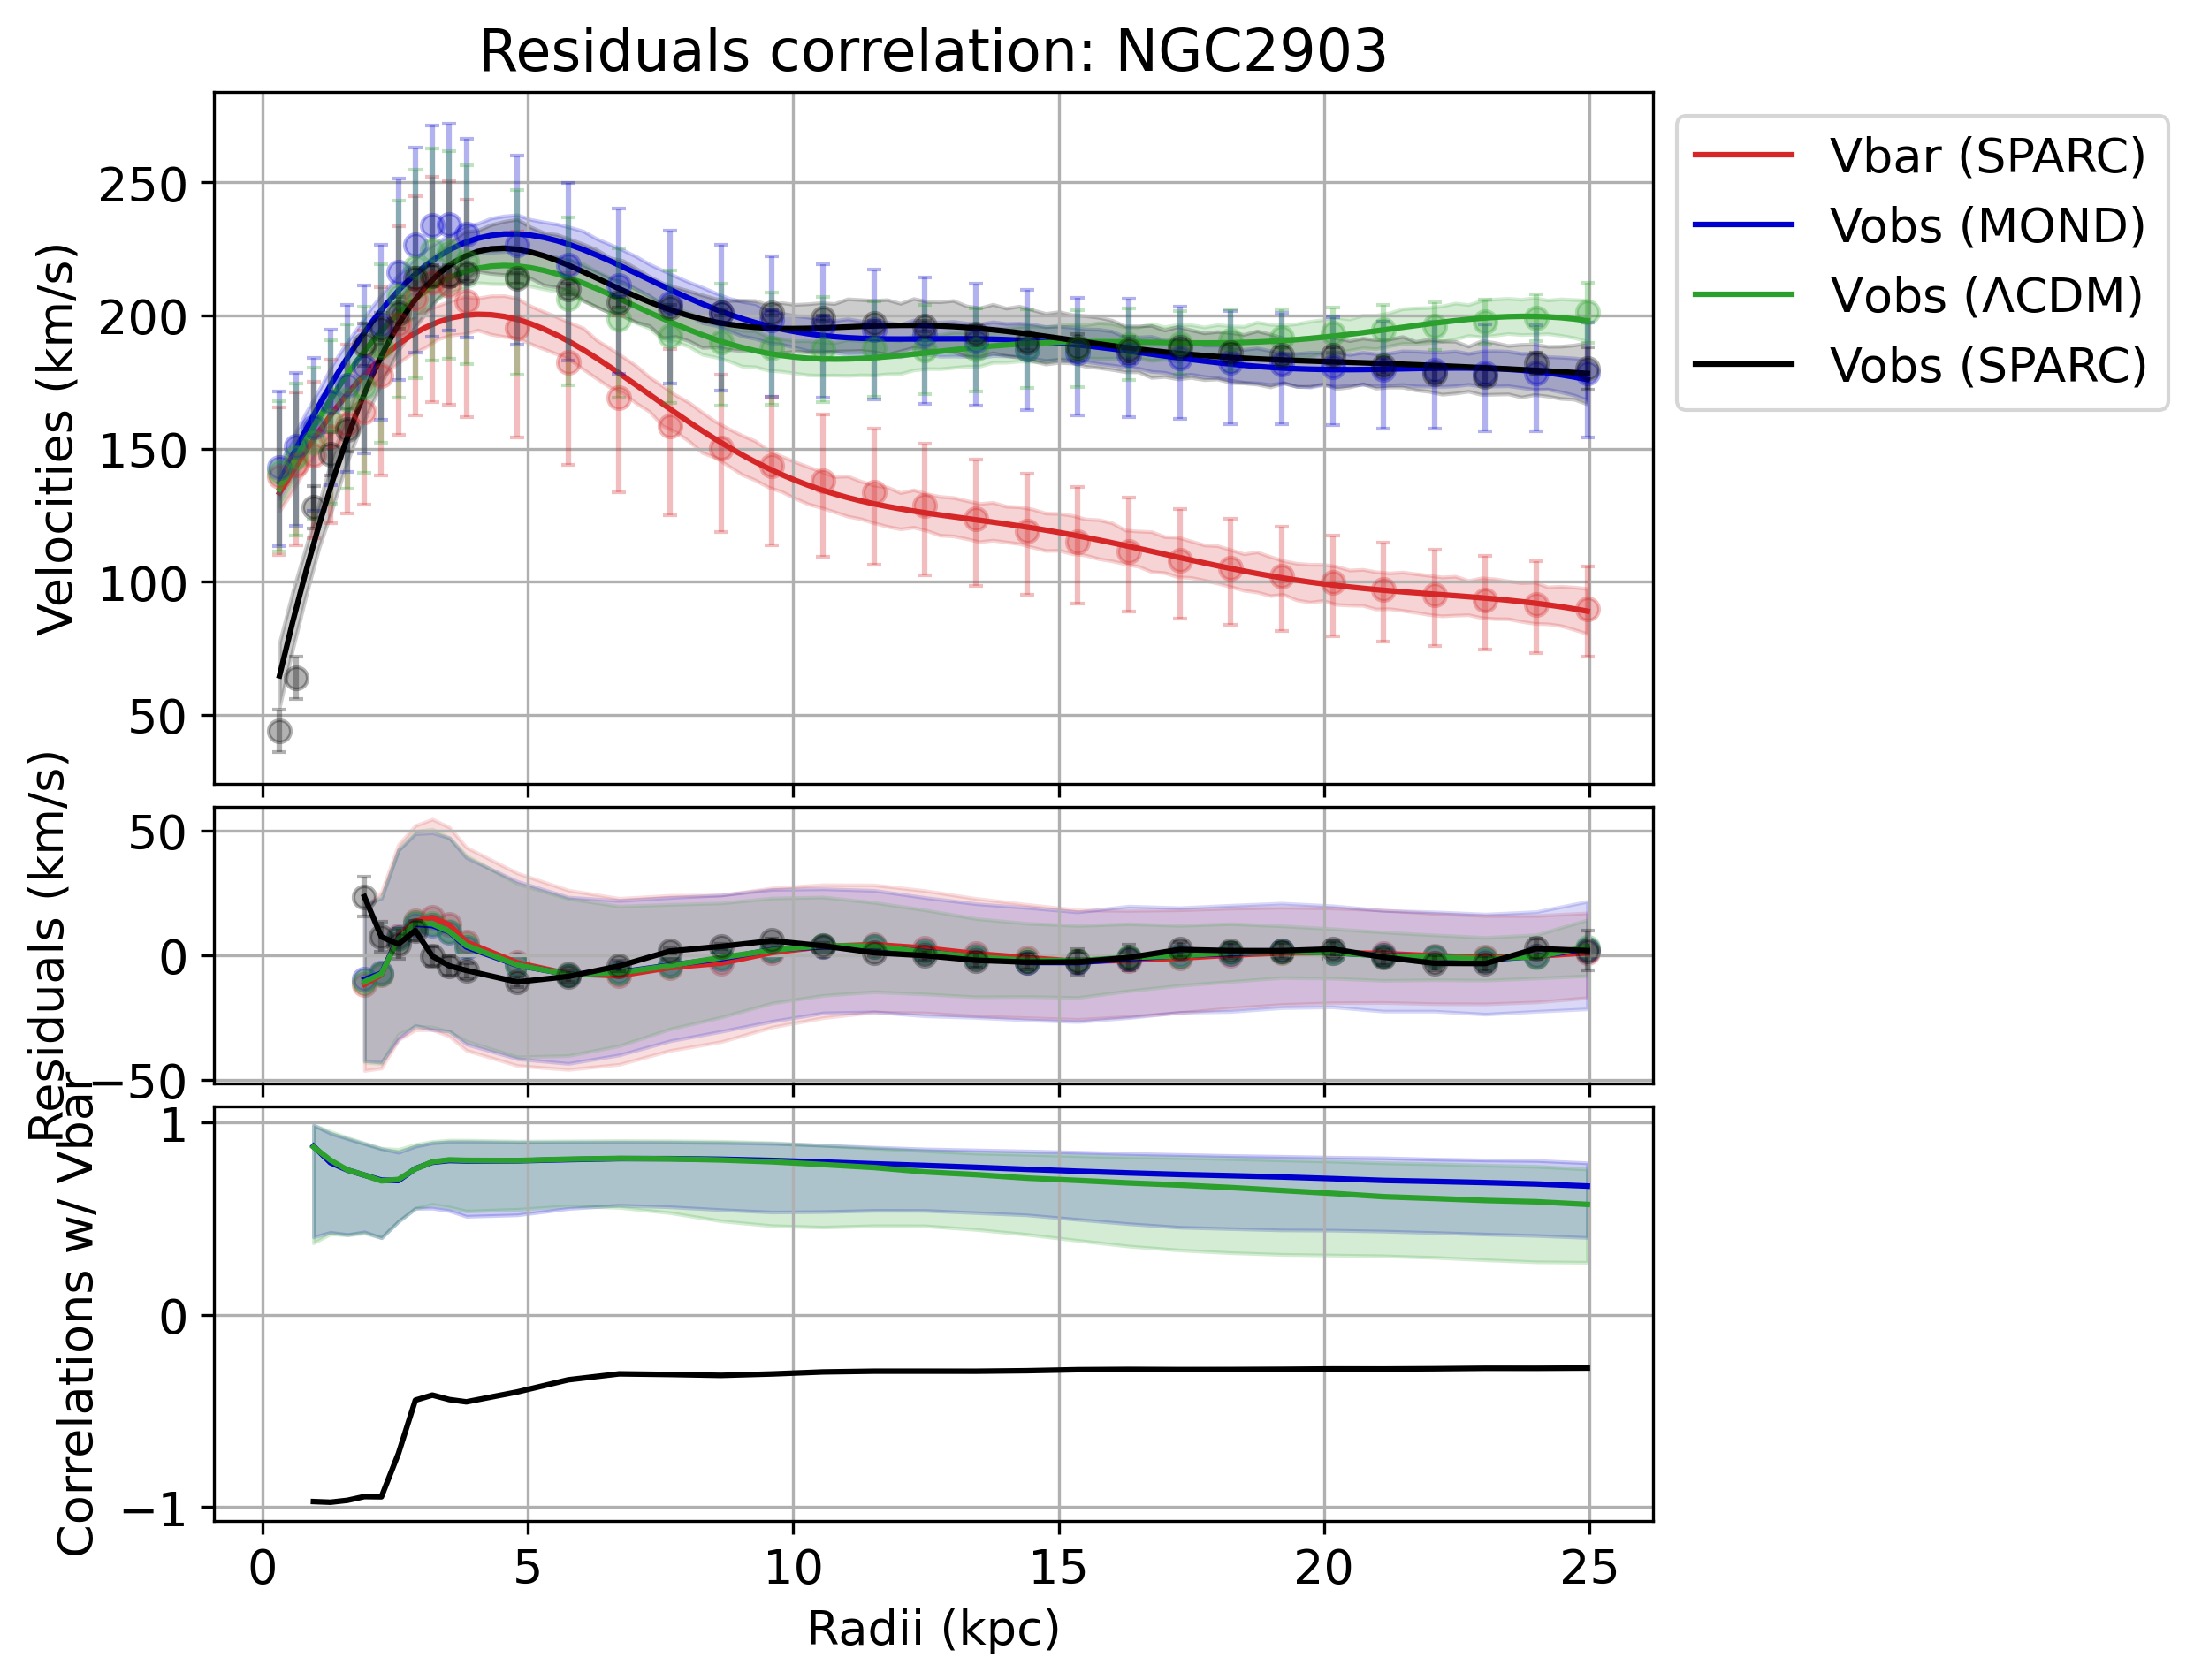 Residuals correlation: NGC2903
Velocities (km/s)
250
200
150
100
50
Vbar (SPARC)
Vobs (MOND)
Vobs (ΛCDM)
Vobs (SPARC)
Residuals (km/s)
50
0
−50
Correlations w/ Vbar
1
0
−1
0 5 10 15 20 25
Radii (kpc)